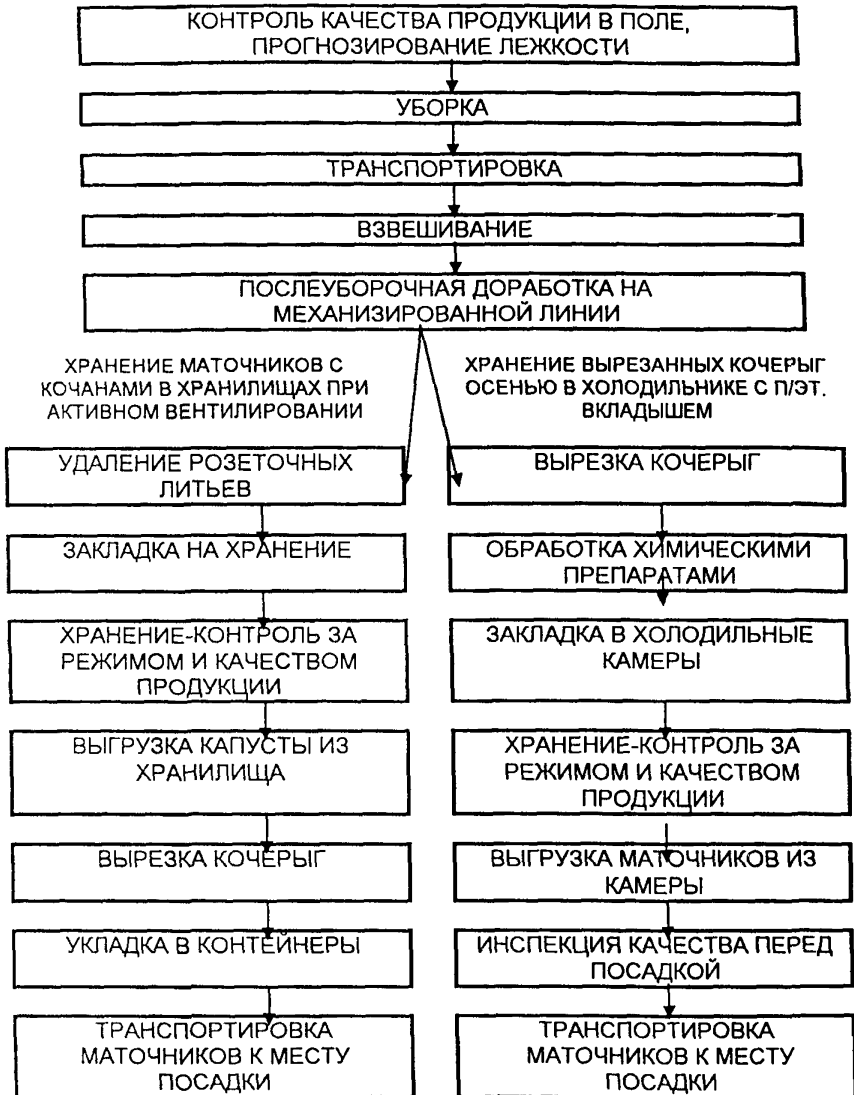 КОНТРОЛЬ КАЧЕСТВА ПРОДУКЦИИ В ПОЛЕ,
ПРОГНОЗИРОВАНИЕ ЛЕЖКОСТИ
УБОРКА
ТРАНСПОРТИРОВКА
ВЗВЕШИВАНИЕ
ПОСЛЕУБОРОЧНАЯ ДОРАБОТКА НА
МЕХАНИЗИРОВАННОЙ ЛИНИИ
ХРАНЕНИЕ МАТОЧНИКОВ С
КОЧАНАМИ В ХРАНИЛИЩАХ ПРИ
АКТИВНОМ ВЕНТИЛИРОВАНИИ
УДАЛЕНИЕ РОЗЕТОЧНЫХ
ЛИТЬЕВ
ЗАКЛАДКА НА ХРАНЕНИЕ
ХРАНЕНИЕ-КОНТРОЛЬ ЗА
РЕЖИМОМ И КАЧЕСТВОМ
ПРОДУКЦИИ
ВЫГРУЗКА КАПУСТЫ ИЗ
ХРАНИЛИЩА
ВЫРЕЗКА КОЧЕРЫГ
УКЛАДКА В КОНТЕЙНЕРЫ
ТРАНСПОРТИРОВКА
МАТОЧНИКОВ К МЕСТУ
ПОСАДКИ
ХРАНЕНИЕ ВЫРЕЗАННЫХ КОЧЕРЫГ
ОСЕНЬЮ В ХОЛОДИЛЬНИКЕ С П/ЭТ.
ВКЛАДЫШЕМ
ВЫРЕЗКА КОЧЕРЫГ
ОБРАБОТКА ХИМИЧЕСКИМИ
ПРЕПАРАТАМИ
ЗАКЛАДКА В ХОЛОДИЛЬНЫЕ
КАМЕРЫ
ХРАНЕНИЕ-КОНТРОЛЬ ЗА
РЕЖИМОМ И КАЧЕСТВОМ
ПРОДУКЦИИ
ВЫГРУЗКА МАТОЧНИКОВ ИЗ
КАМЕРЫ
ИНСПЕКЦИЯ КАЧЕСТВА ПЕРЕД
ПОСАДКОЙ
ТРАНСПОРТИРОВКА
МАТОЧНИКОВ К МЕСТУ
ПОСАДКИ